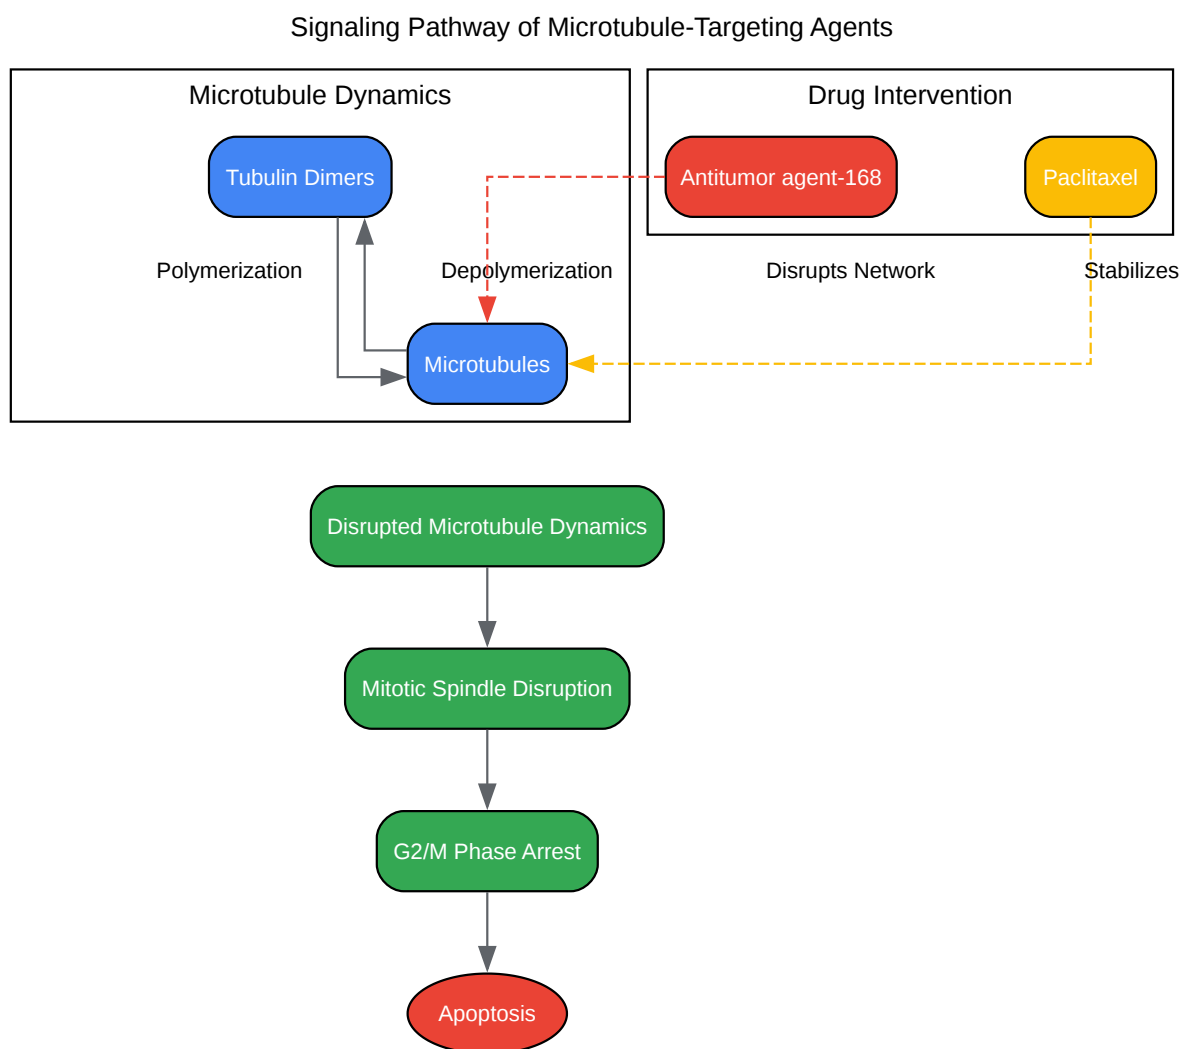 Signaling Pathway of Microtubule-Targeting Agents
Microtubule Dynamics
Drug Intervention
Tubulin Dimers
Antitumor agent-168
Paclitaxel
Polymerization
Depolymerization
Disrupts Network
Stabilizes
Microtubules
Disrupted Microtubule Dynamics
Mitotic Spindle Disruption
G2/M Phase Arrest
Apoptosis